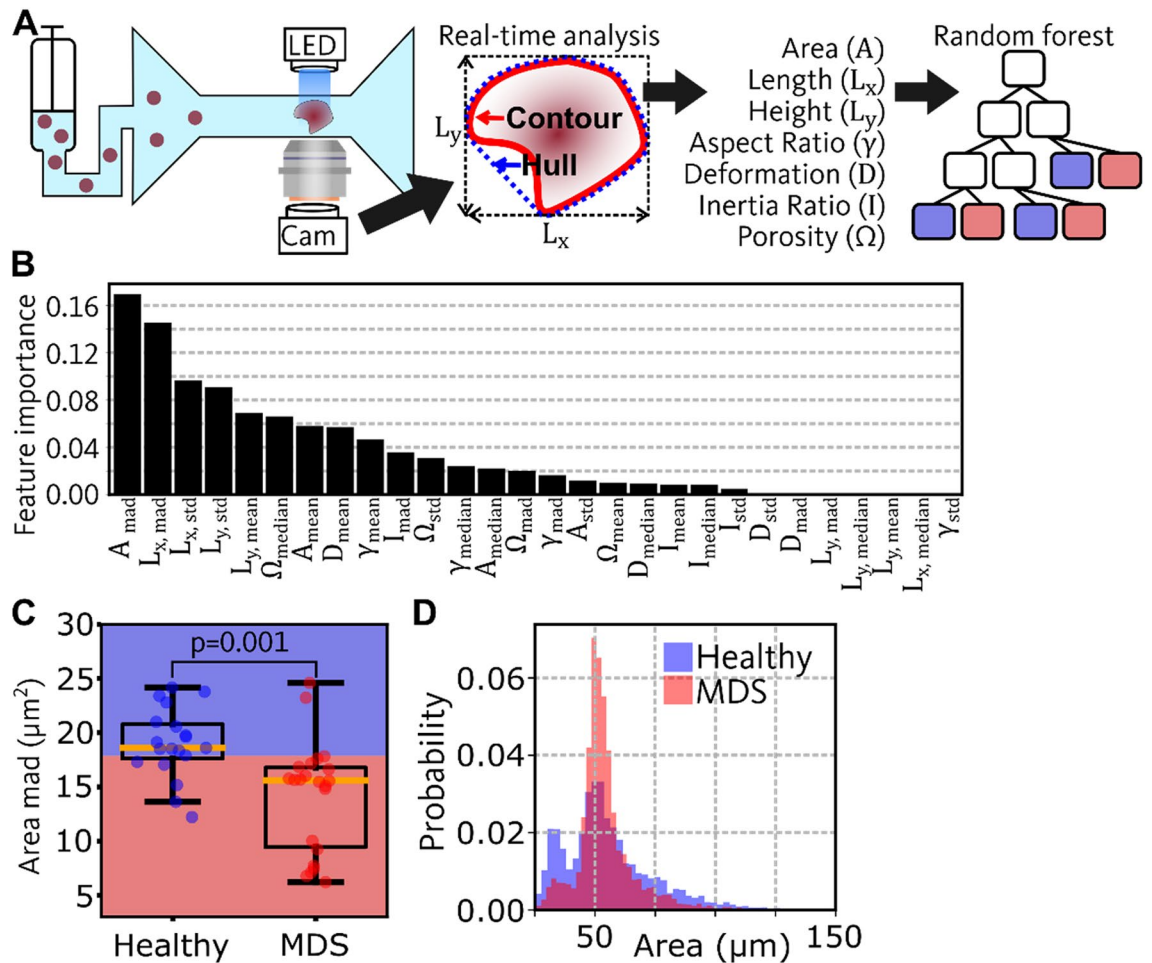 A
LED
Cam
Real-time analysis
Contour
Hull
Ly
Lx
Area (A)
Length (Lx)
Height (Ly)
Aspect Ratio (γ)
Deformation (D)
Inertia Ratio (I)
Porosity (Ω)
Random forest
B
Feature importance
0.16
0.12
0.08
0.04
0.00
A mad
Lx, mad
Lx, std
Ly, std
Ly, mean
Ωmedian
Amean
Dmean
γmean
Imad
Ωstd
γmedian
Amedian
Ωmad
γmad
Astd
Ωmean
Dmedian
Imean
Imedian
Istd
Dstd
Dmad
Ly, mad
Ly, median
Ly, mean
Lx, median
γstd
C
Area mad (µm²)
30
25
20
15
10
5
p=0.001
Healthy
MDS
D
Probability
0.06
0.04
0.02
0.00
Healthy
MDS
50
Area (µm)
150